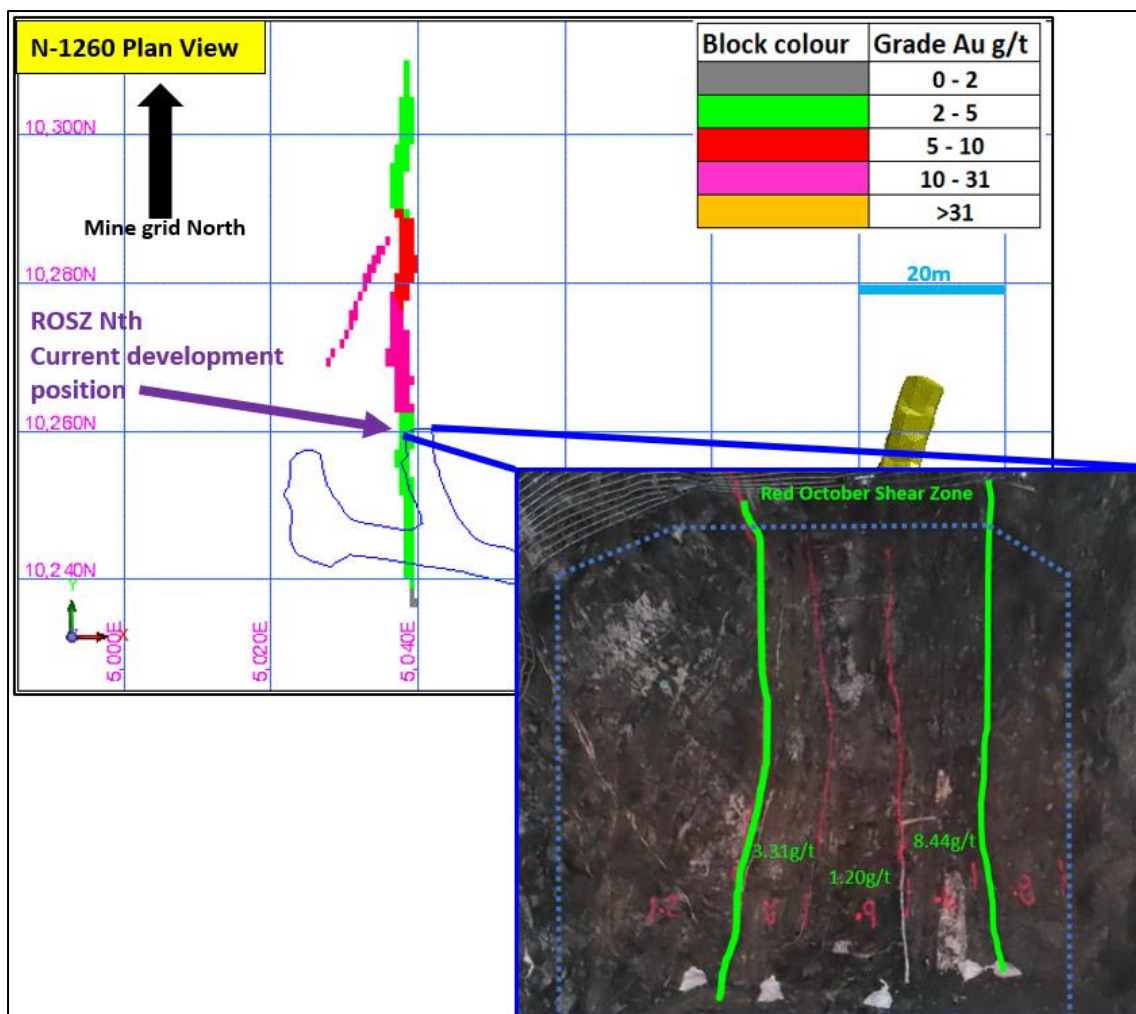 N-1260 Plan View
Mine grid North
Block colour Grade Au g/t
0 - 2
2 - 5
5 - 10
10 - 31
>31
10,300N
10,280N
20m
ROSZ Nth
Current development
position
10,260N
10,240N
Y
X
5,000E
5,020E
5,040E
Red October Shear Zone
3.31g/t
8.44g/t
1.20g/t